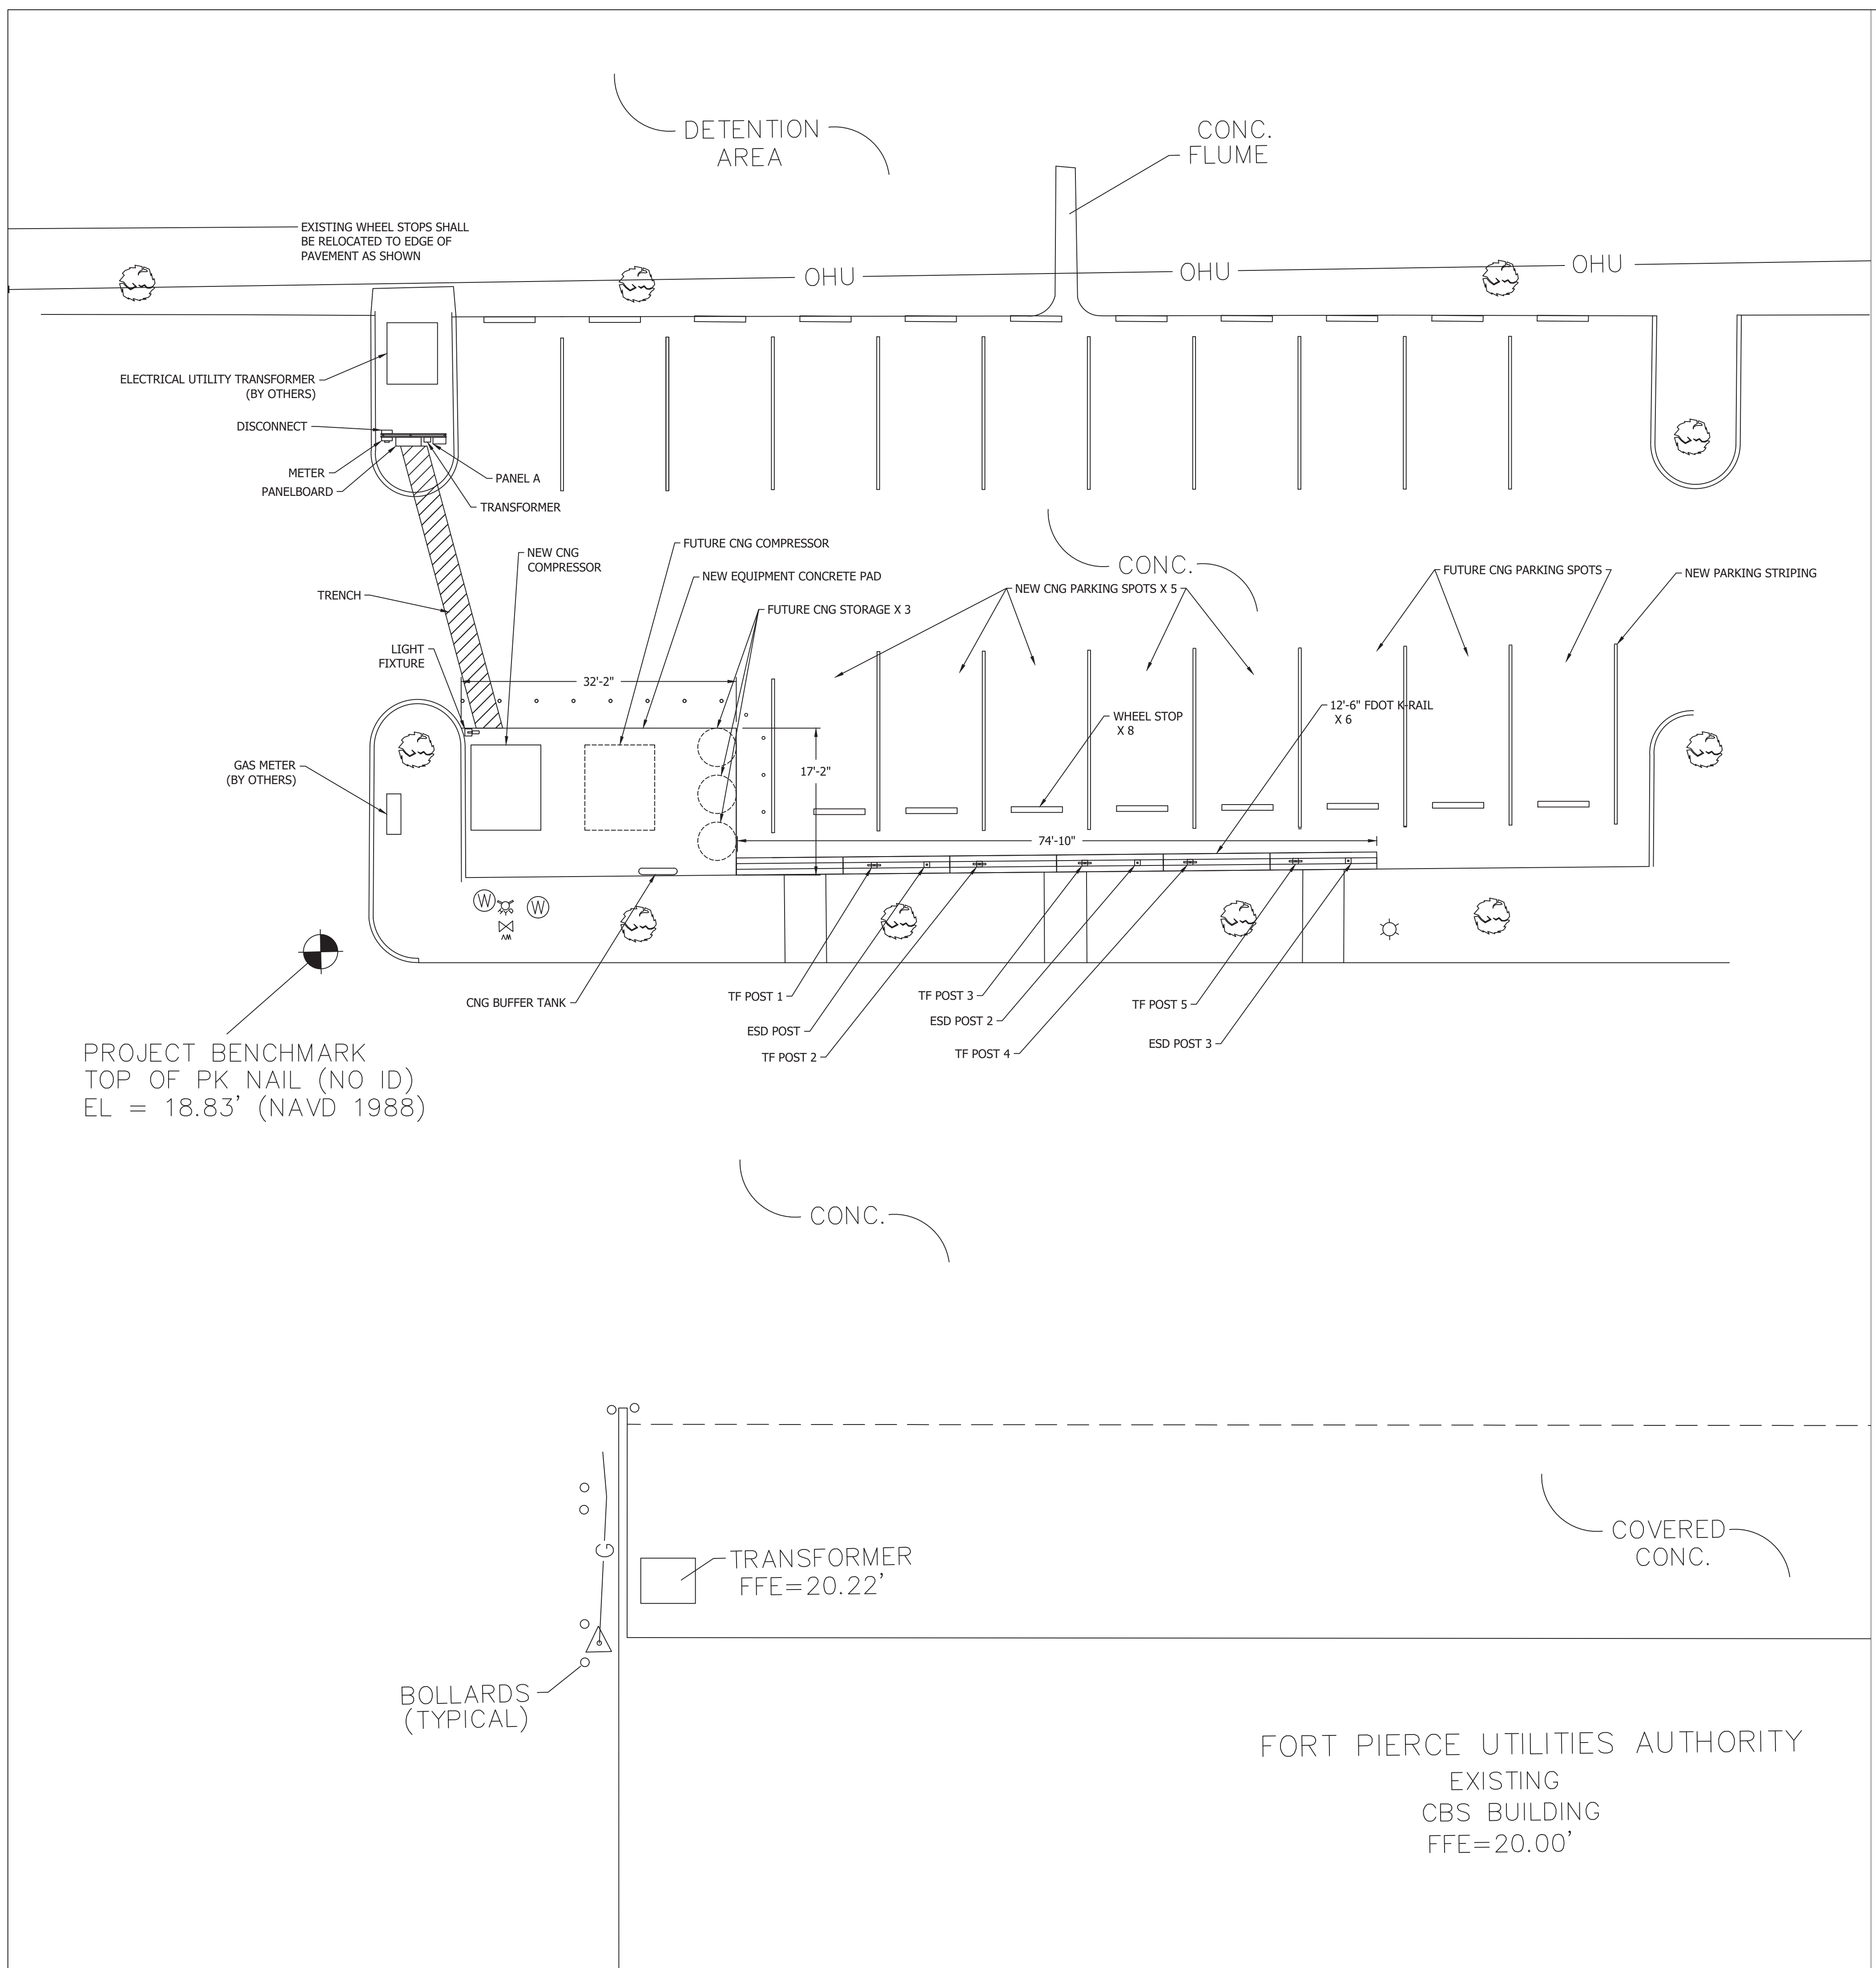 DETENTION
AREA
CONC.
FLUME
EXISTING WHEEL STOPS SHALL
BE RELOCATED TO EDGE OF
PAVEMENT AS SHOWN
OHU
OHU
OHU
ELECTRICAL UTILITY TRANSFORMER
(BY OTHERS)
DISCONNECT
METER
PANELBOARD
PANEL A
TRANSFORMER
NEW CNG
COMPRESSOR
FUTURE CNG COMPRESSOR
NEW EQUIPMENT CONCRETE PAD
FUTURE CNG STORAGE X 3
CONC.
NEW CNG PARKING SPOTS X 5
FUTURE CNG PARKING SPOTS
NEW PARKING STRIPING
TRENCH
LIGHT
FIXTURE
32'-2"
WHEEL STOP
X 8
12'-6" FDOT K-RAIL
X 6
GAS METER
(BY OTHERS)
17'-2"
74'-10"
W
W
CNG BUFFER TANK
TF POST 1
ESD POST
TF POST 2
TF POST 3
ESD POST 2
TF POST 4
TF POST 5
ESD POST 3
PROJECT BENCHMARK
TOP OF PK NAIL (NO ID)
EL = 18.83' (NAVD 1988)
CONC.
G
TRANSFORMER
FFE=20.22'
COVERED
CONC.
BOLLARDS
(TYPICAL)
FORT PIERCE UTILITIES AUTHORITY
EXISTING
CBS BUILDING
FFE=20.00'